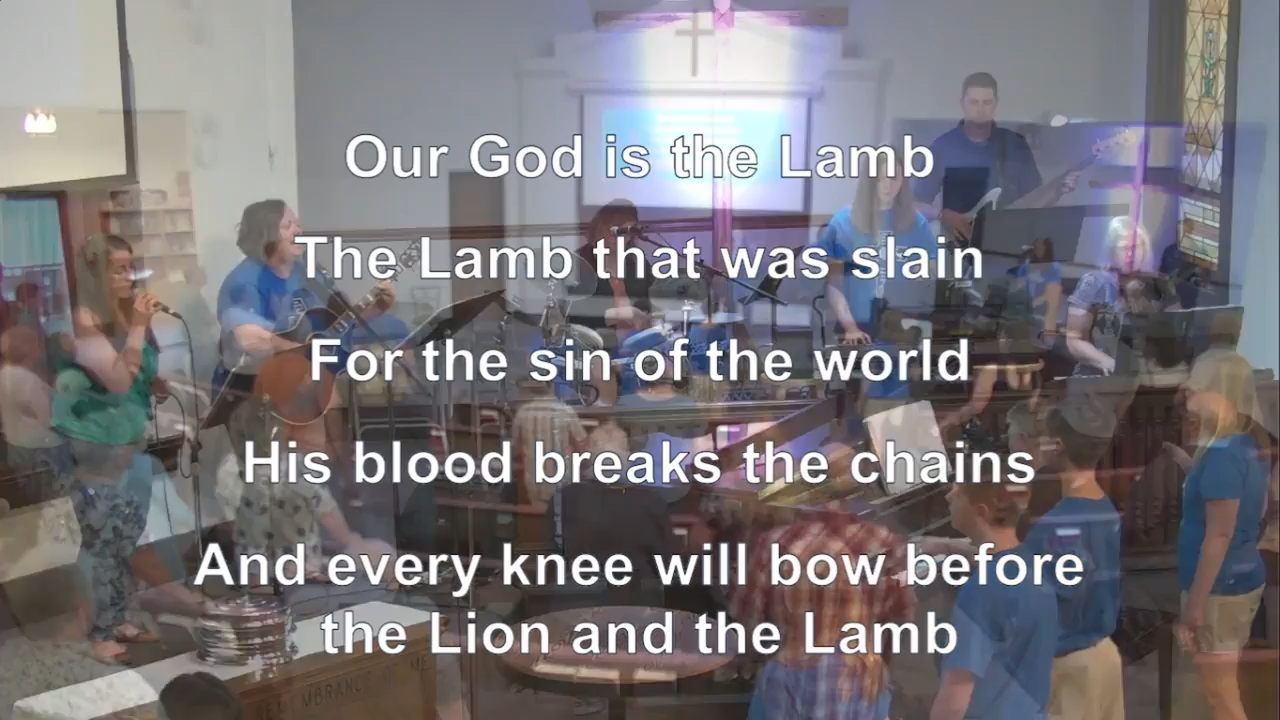 Our God is the Lamb
The Lamb that was slain
For the sin of the world
His blood breaks the chains
And every knee will bow before
the Lion and the Lamb